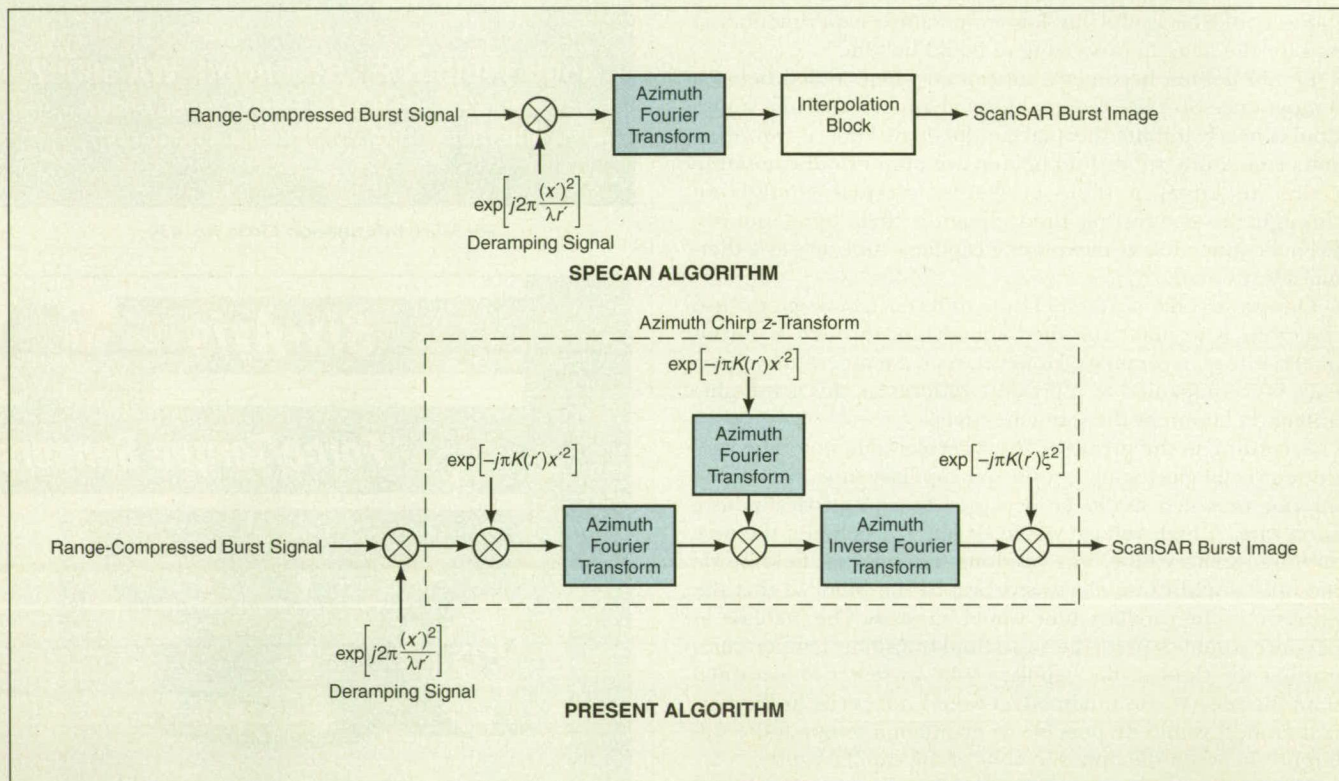 Range-Compressed Burst Signal
Azimuth
Fourier
Transform
Interpolation
Block
ScanSAR Burst Image
exp[j2π (x′)²/λr′]
Deramping Signal
SPECAN ALGORITHM
Azimuth Chirp z-Transform
exp[−jπK(r′)x′²]
Azimuth
Fourier
Transform
exp[−jπK(r′)x′²]
exp[−jπK(r′)ξ²]
Range-Compressed Burst Signal
Azimuth
Fourier
Transform
Azimuth
Inverse Fourier
Transform
ScanSAR Burst Image
exp[j2π (x′)²/λr′]
Deramping Signal
PRESENT ALGORITHM